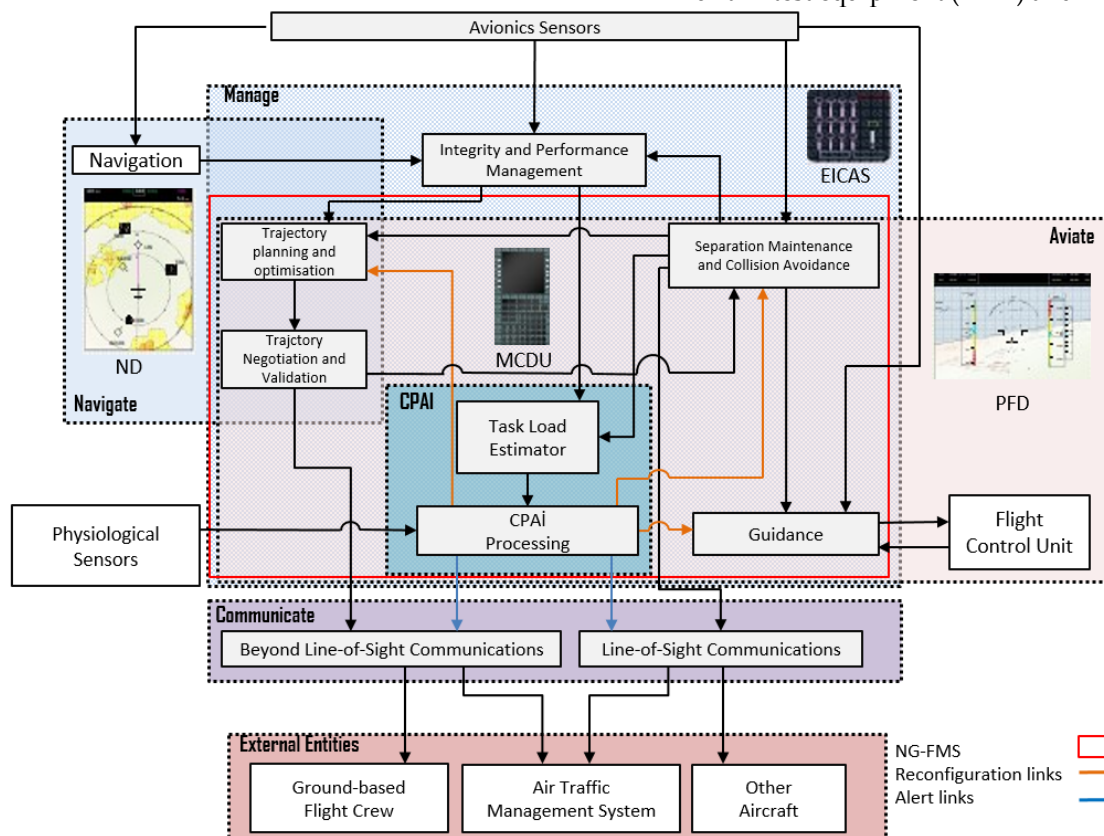 Avionics Sensors
Manage
Navigation
Integrity and Performance
Management
EICAS
Trajectory
planning and
optimisation
Separation Maintenance
and Collision Avoidance
Aviate
MCDU
Trajctory
Negotiation and
Validation
ND
Navigate
PFD
CPAI
Task Load
Estimator
Physiological
Sensors
CPAİ
Processing
Guidance
Flight
Control Unit
Communicate
Beyond Line-of-Sight Communications
Line-of-Sight Communications
External Entities
Ground-based
Flight Crew
Air Traffic
Management System
Other
Aircraft
NG-FMS
Reconfiguration links
Alert links